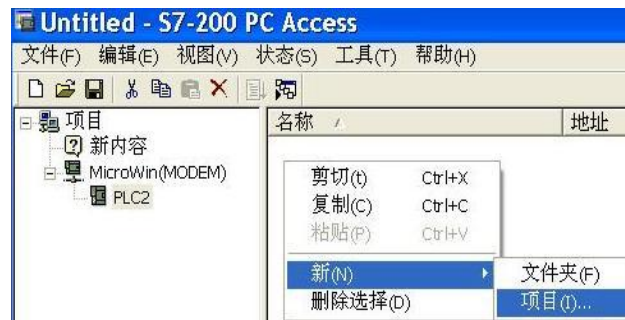 Untitled - S7-200 PC Access
文件(F) 编辑(E) 视图(V) 状态(S) 工具(T) 帮助(H)
项目
新内容
MicroWin(MODEM)
PLC2
名称 地址
剪切(t) Ctrl+X
复制(C) Ctrl+C
粘贴(P) Ctrl+V
新(N)
删除选择(D)
文件夹(F)
项目(I)...